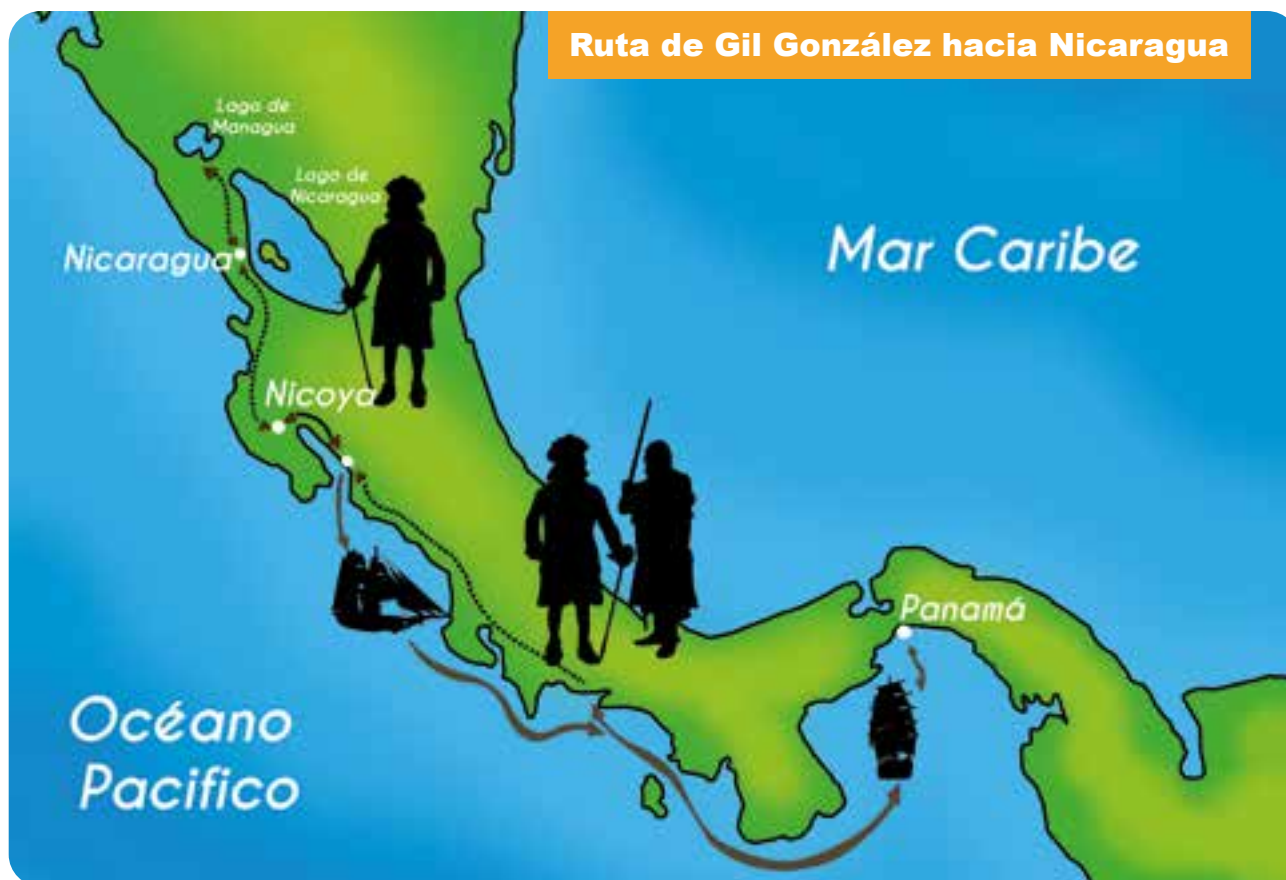 Ruta de Gil González hacia Nicaragua
Lago de
Managua
Lago de
Nicaragua
Nicaragua
Mar Caribe
Nicoya
Panamá
Océano
Pacifico